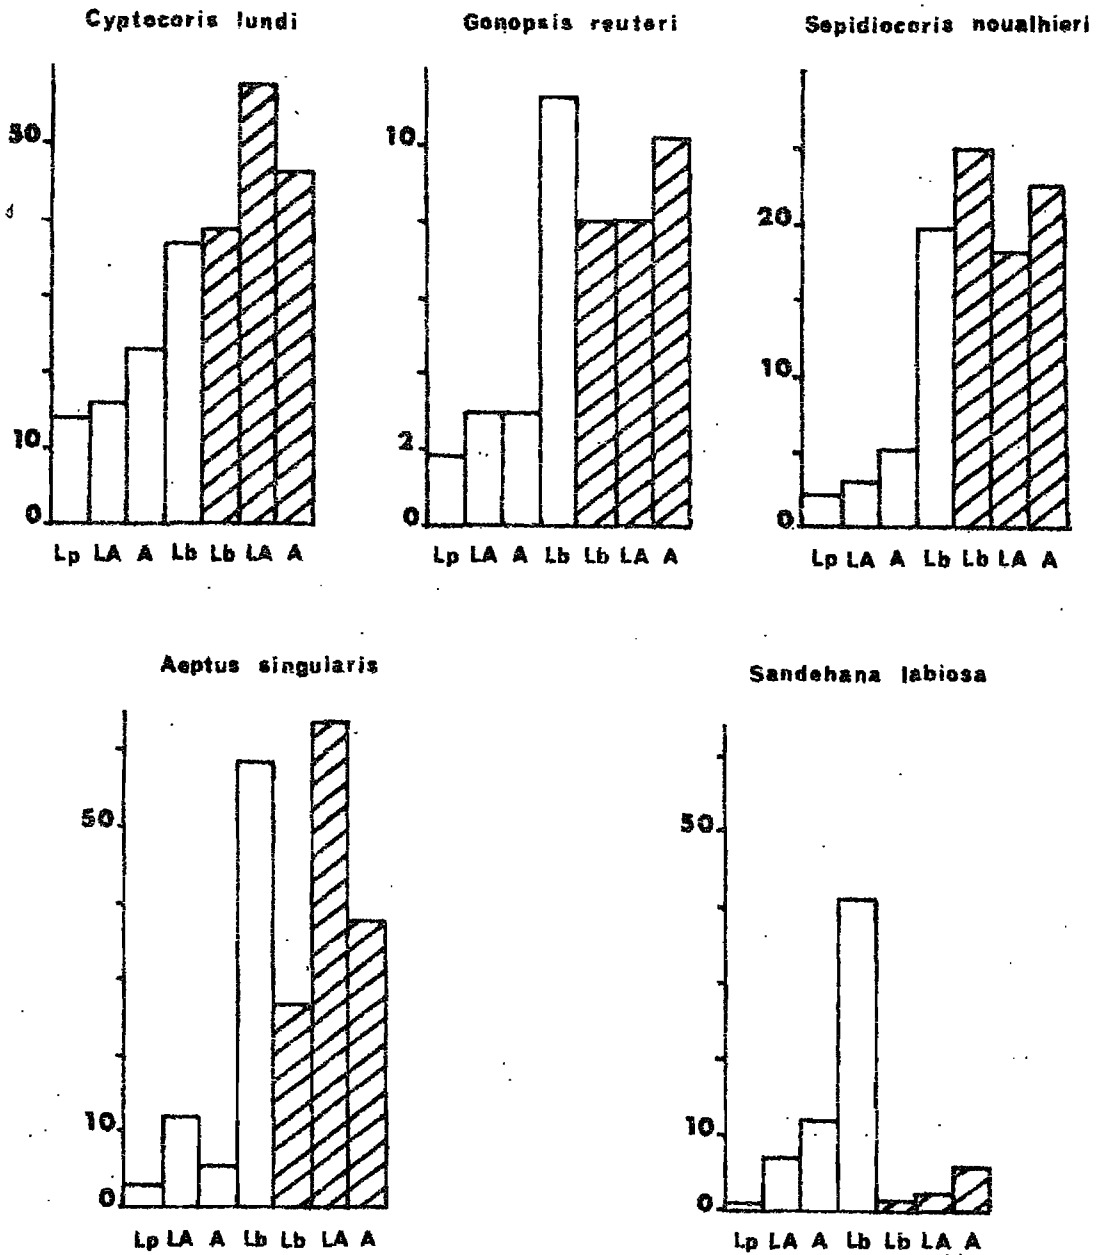 Cyptocoris lundi
Gonopsis reuteri
Sepidiocoris noualhieri
50
10
0
Lp LA A Lb Lb LA A
10
2
0
Lp LA A Lb Lb LA A
20
10
0
Lp LA A Lb Lb LA A
Aeptus singularis
Sandehana labiosa
50
10
0
Lp LA A Lb Lb LA A
50
10
0
Lp LA A Lb Lb LA A